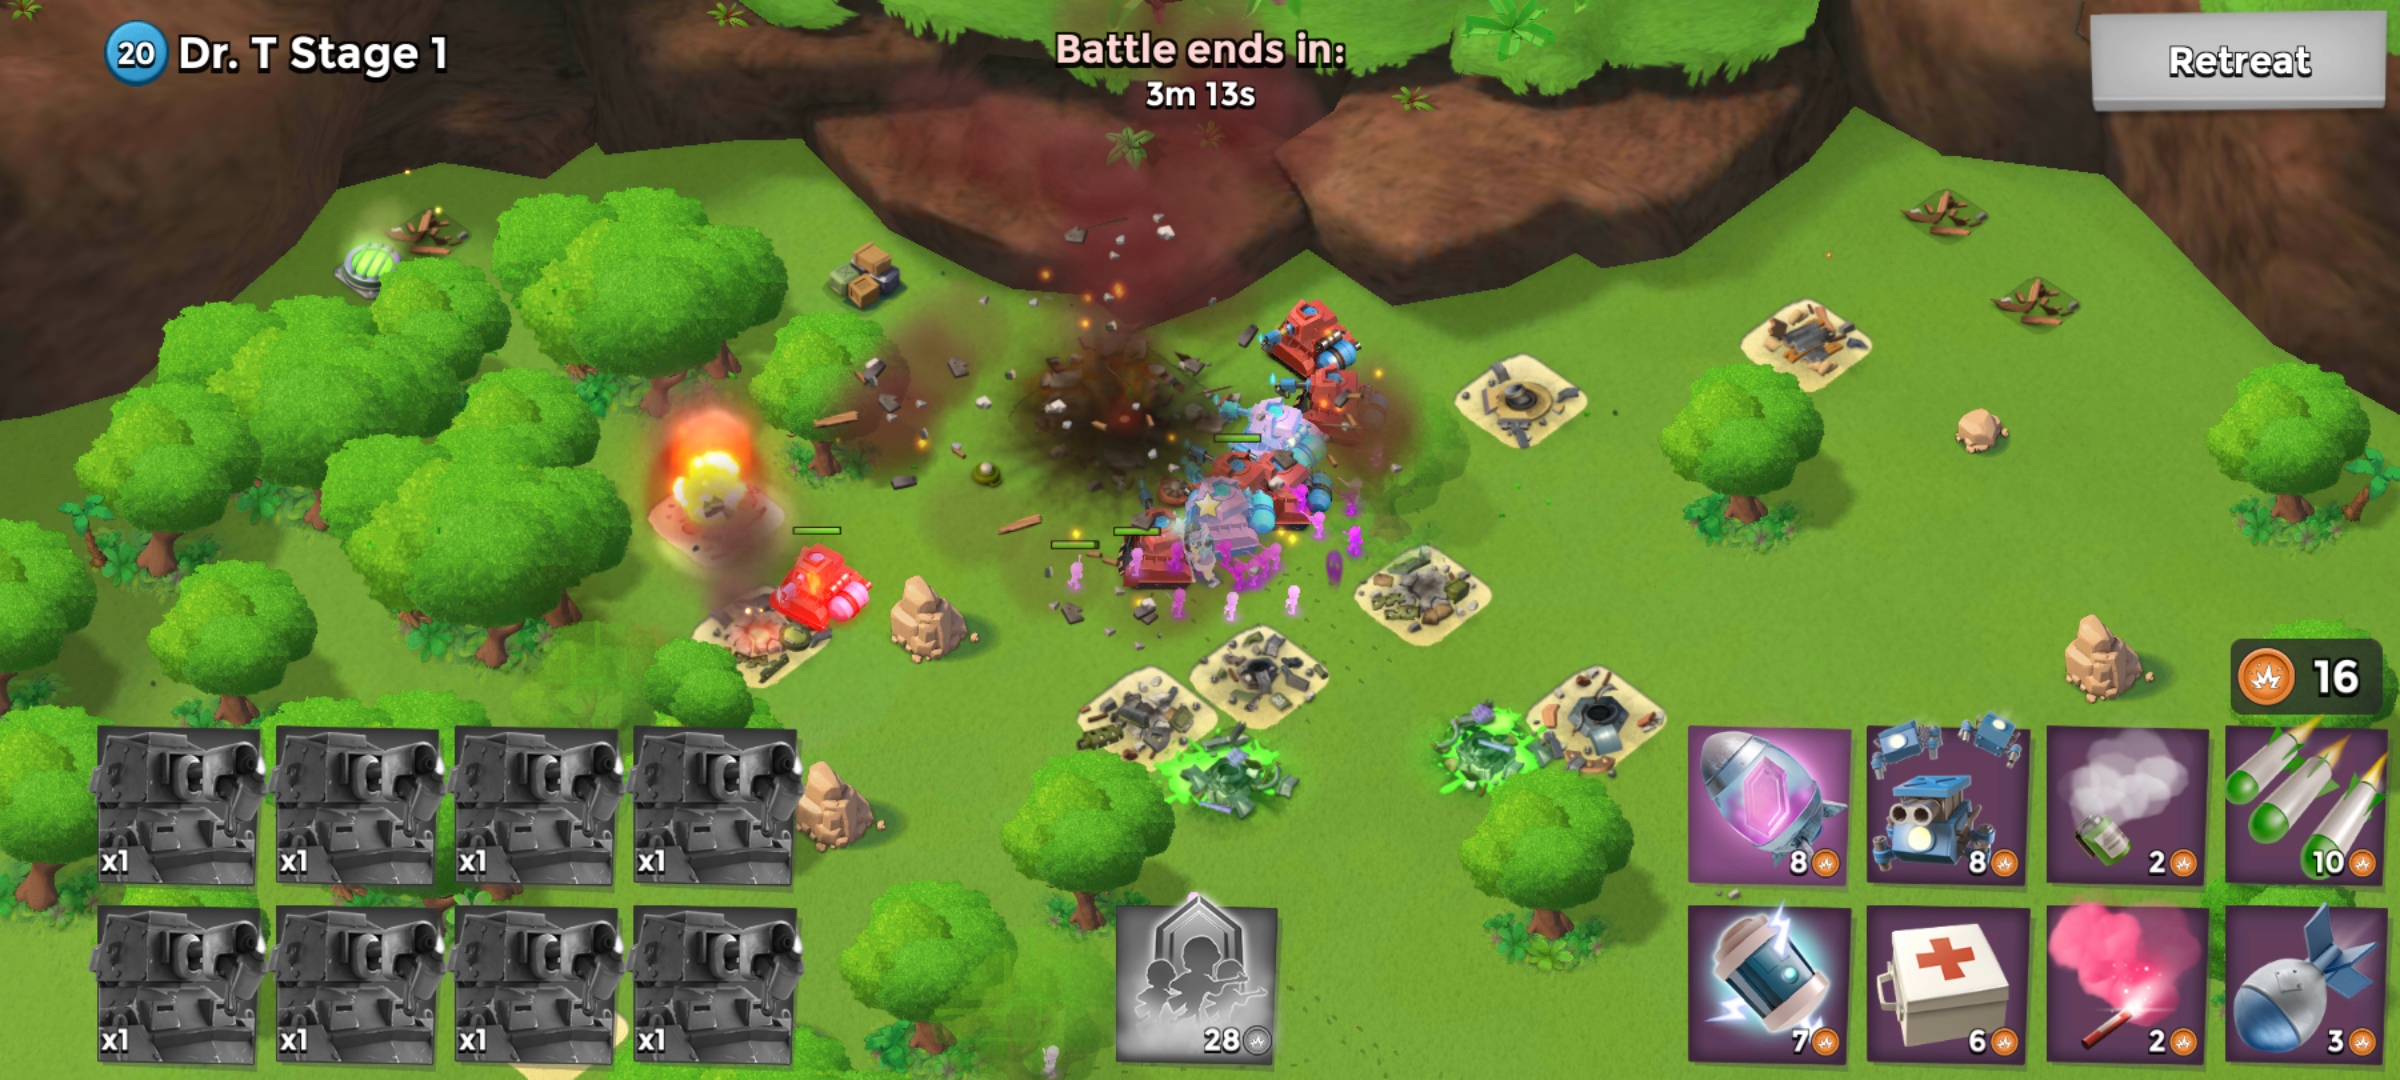 20 Dr. T Stage 1
Battle ends in:
3m 13s
Retreat
16
x1 x1 x1 x1
8 8 2 10
x1 x1 x1 x1
28
7 6 2 3